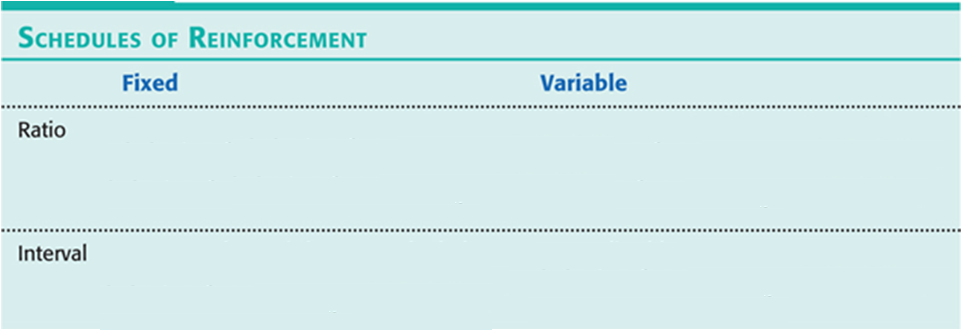 SCHEDULES OF REINFORCEMENT
Fixed Variable
Ratio
Interval